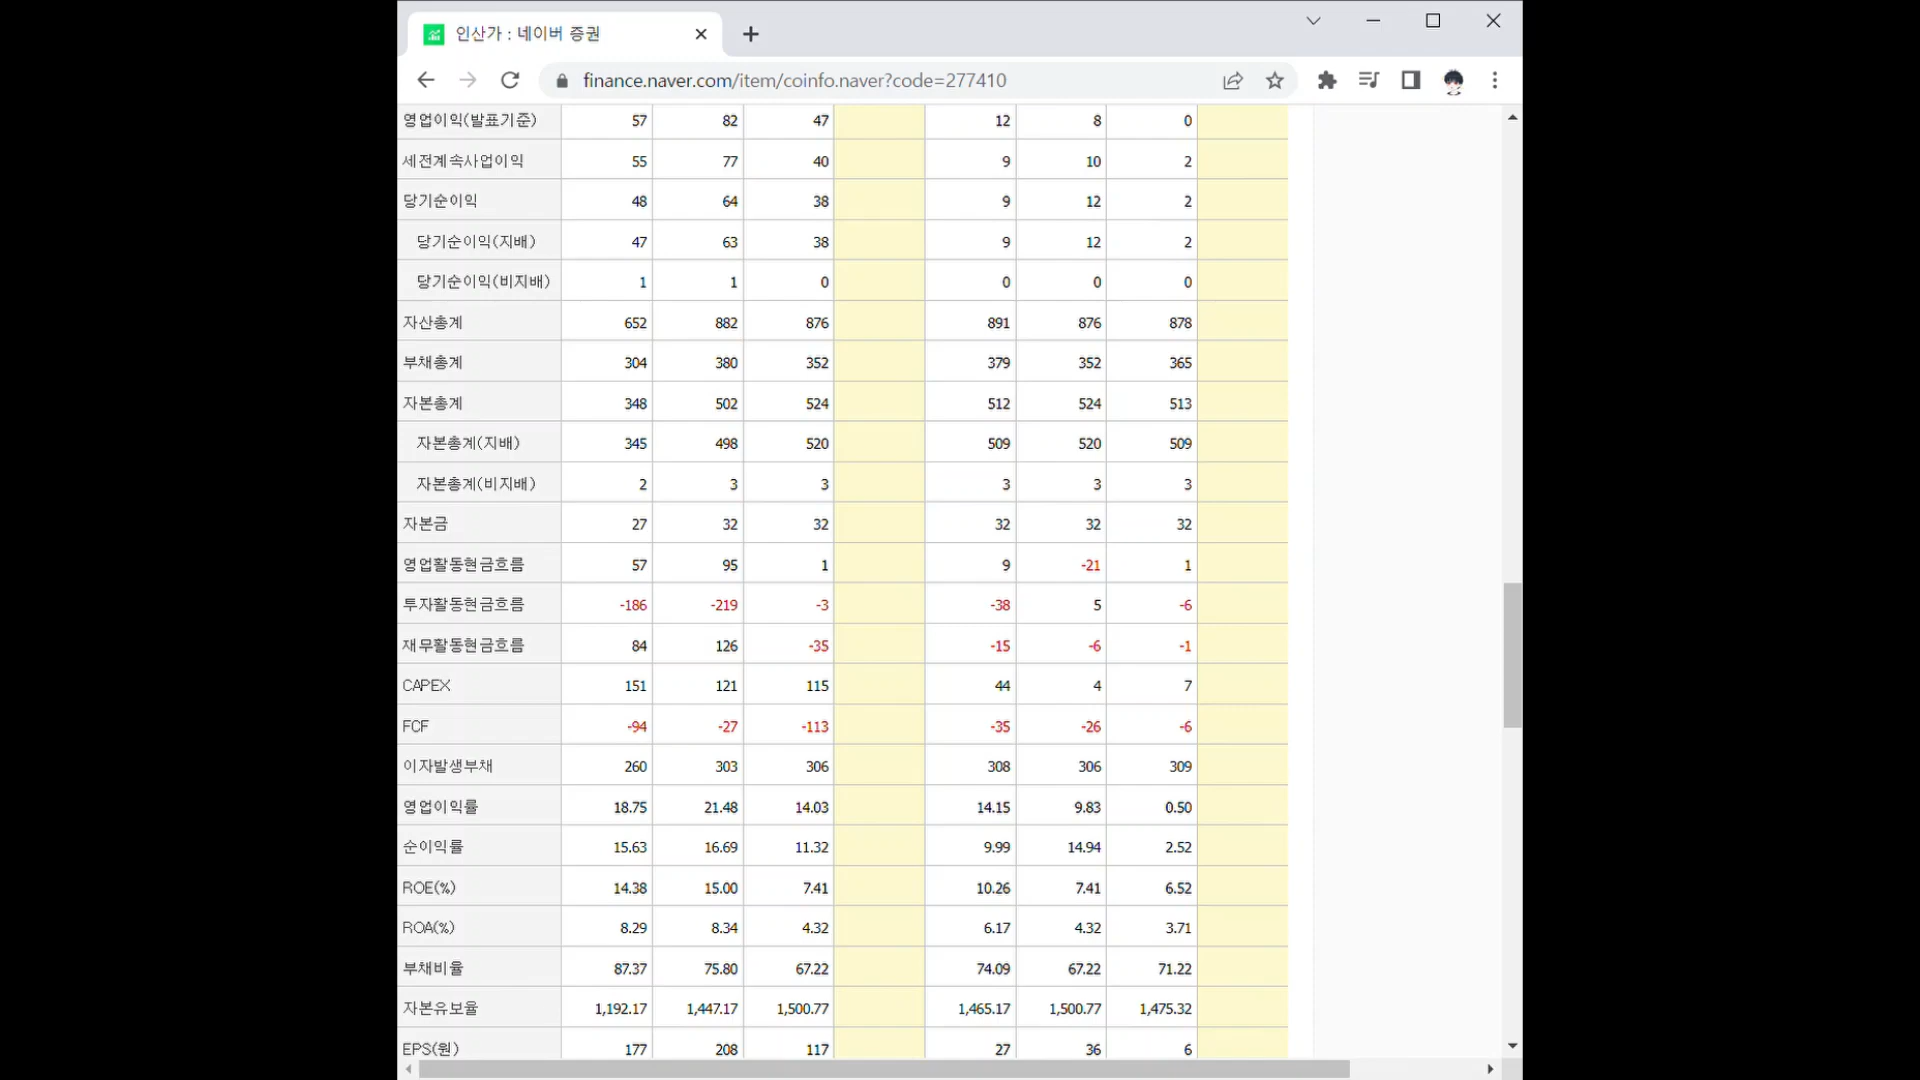 인산가 : 네이버 증권
finance.naver.com/item/coinfo.naver?code=277410
영업이익(발표기준) 57 82 47 12 8 0
세전계속사업이익 55 77 40 9 10 2
당기순이익 48 64 38 9 12 2
당기순이익(지배) 47 63 38 9 12 2
당기순이익(비지배) 1 1 0 0 0 0
자산총계 652 882 876 891 876 878
부채총계 304 380 352 379 352 365
자본총계 348 502 524 512 524 513
자본총계(지배) 345 498 520 509 520 509
자본총계(비지배) 2 3 3 3 3 3
자본금 27 32 32 32 32 32
영업활동현금흐름 57 95 1 9 -21 1
투자활동현금흐름 -186 -219 -3 -38 5 -6
재무활동현금흐름 84 126 -35 -15 -6 -1
CAPEX 151 121 115 44 4 7
FCF -94 -27 -113 -35 -26 -6
이자발생부채 260 303 306 308 306 309
영업이익률 18.75 21.48 14.03 14.15 9.83 0.50
순이익률 15.63 16.69 11.32 9.99 14.94 2.52
ROE(%) 14.38 15.00 7.41 10.26 7.41 6.52
ROA(%) 8.29 8.34 4.32 6.17 4.32 3.71
부채비율 87.37 75.80 67.22 74.09 67.22 71.22
자본유보율 1,192.17 1,447.17 1,500.77 1,465.17 1,500.77 1,475.32
EPS(원) 177 208 117 27 36 6